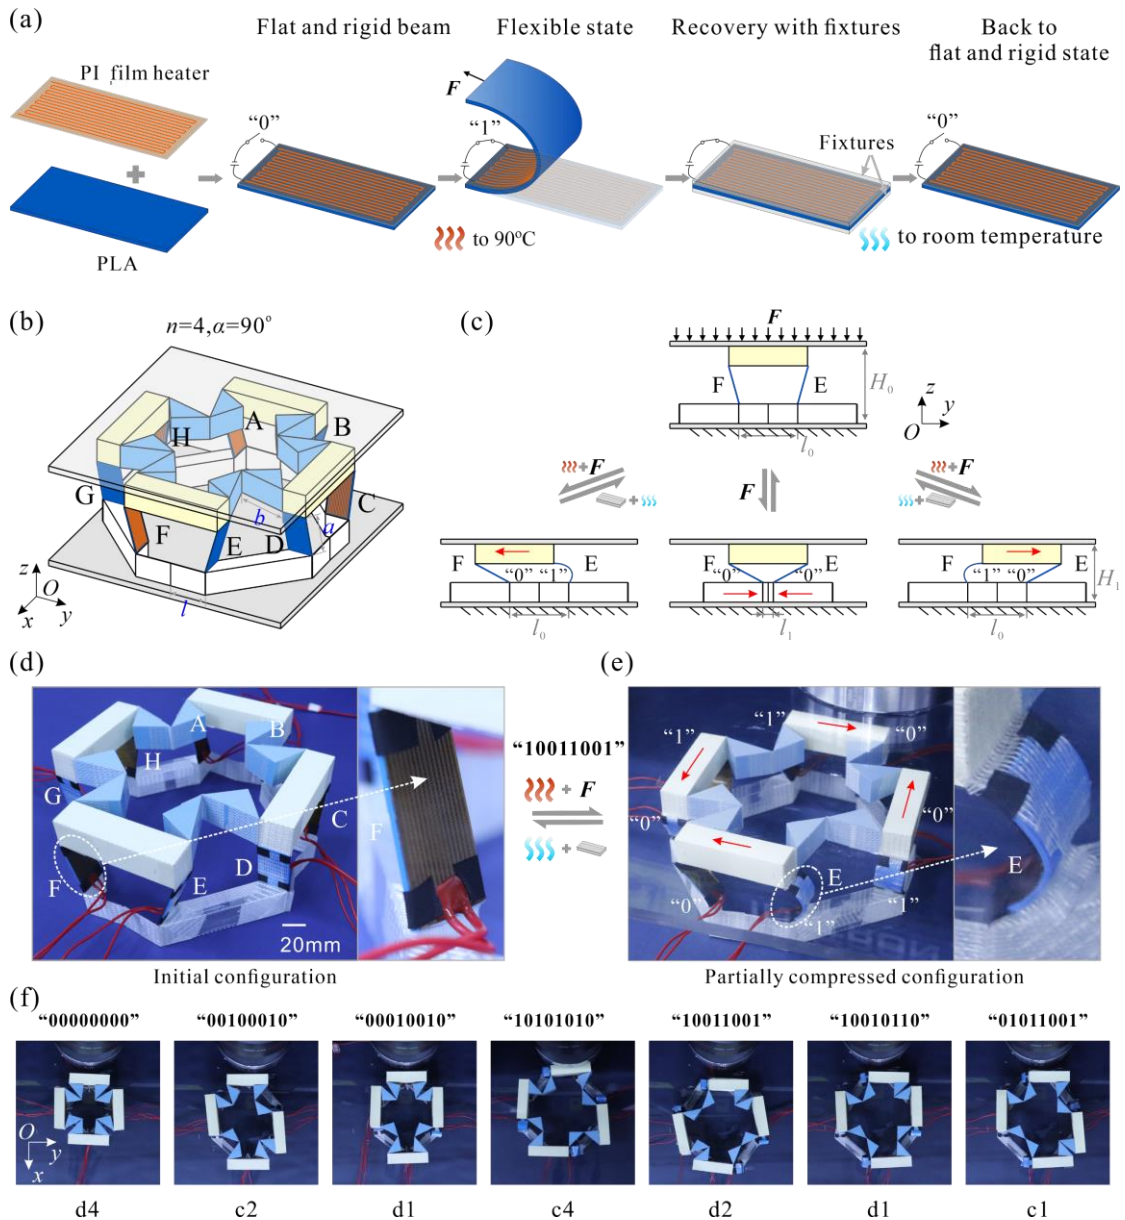 (a)
Flat and rigid beam
Flexible state
Recovery with fixtures
Back to
flat and rigid state
PI film heater
PLA
“0”
“1”
F
to 90°C
Fixtures
to room temperature
“0”
(b)
n=4,α=90°
A
B
H
G
C
F
E
D
b
a
l
z
O
x
y
(c)
F
F
E
H₀
l₀
z
O
y
+F
+
F
+F
+
F
“0”
“1”
E
l₀
F
“0”
“0”
E
l₁
F
“1”
“0”
E
l₀
H₁
(d)
A
B
H
G
C
D
F
E
20mm
F
Initial configuration
“10011001”
+ F
+
(e)
“1”
“1”
“0”
“0”
“0”
E
“0”
“1”
“1”
E
Partially compressed configuration
(f)
“00000000”
“00100010”
“00010010”
“10101010”
“10011001”
“10010110”
“01011001”
O
y
x
d4
c2
d1
c4
d2
d1
c1